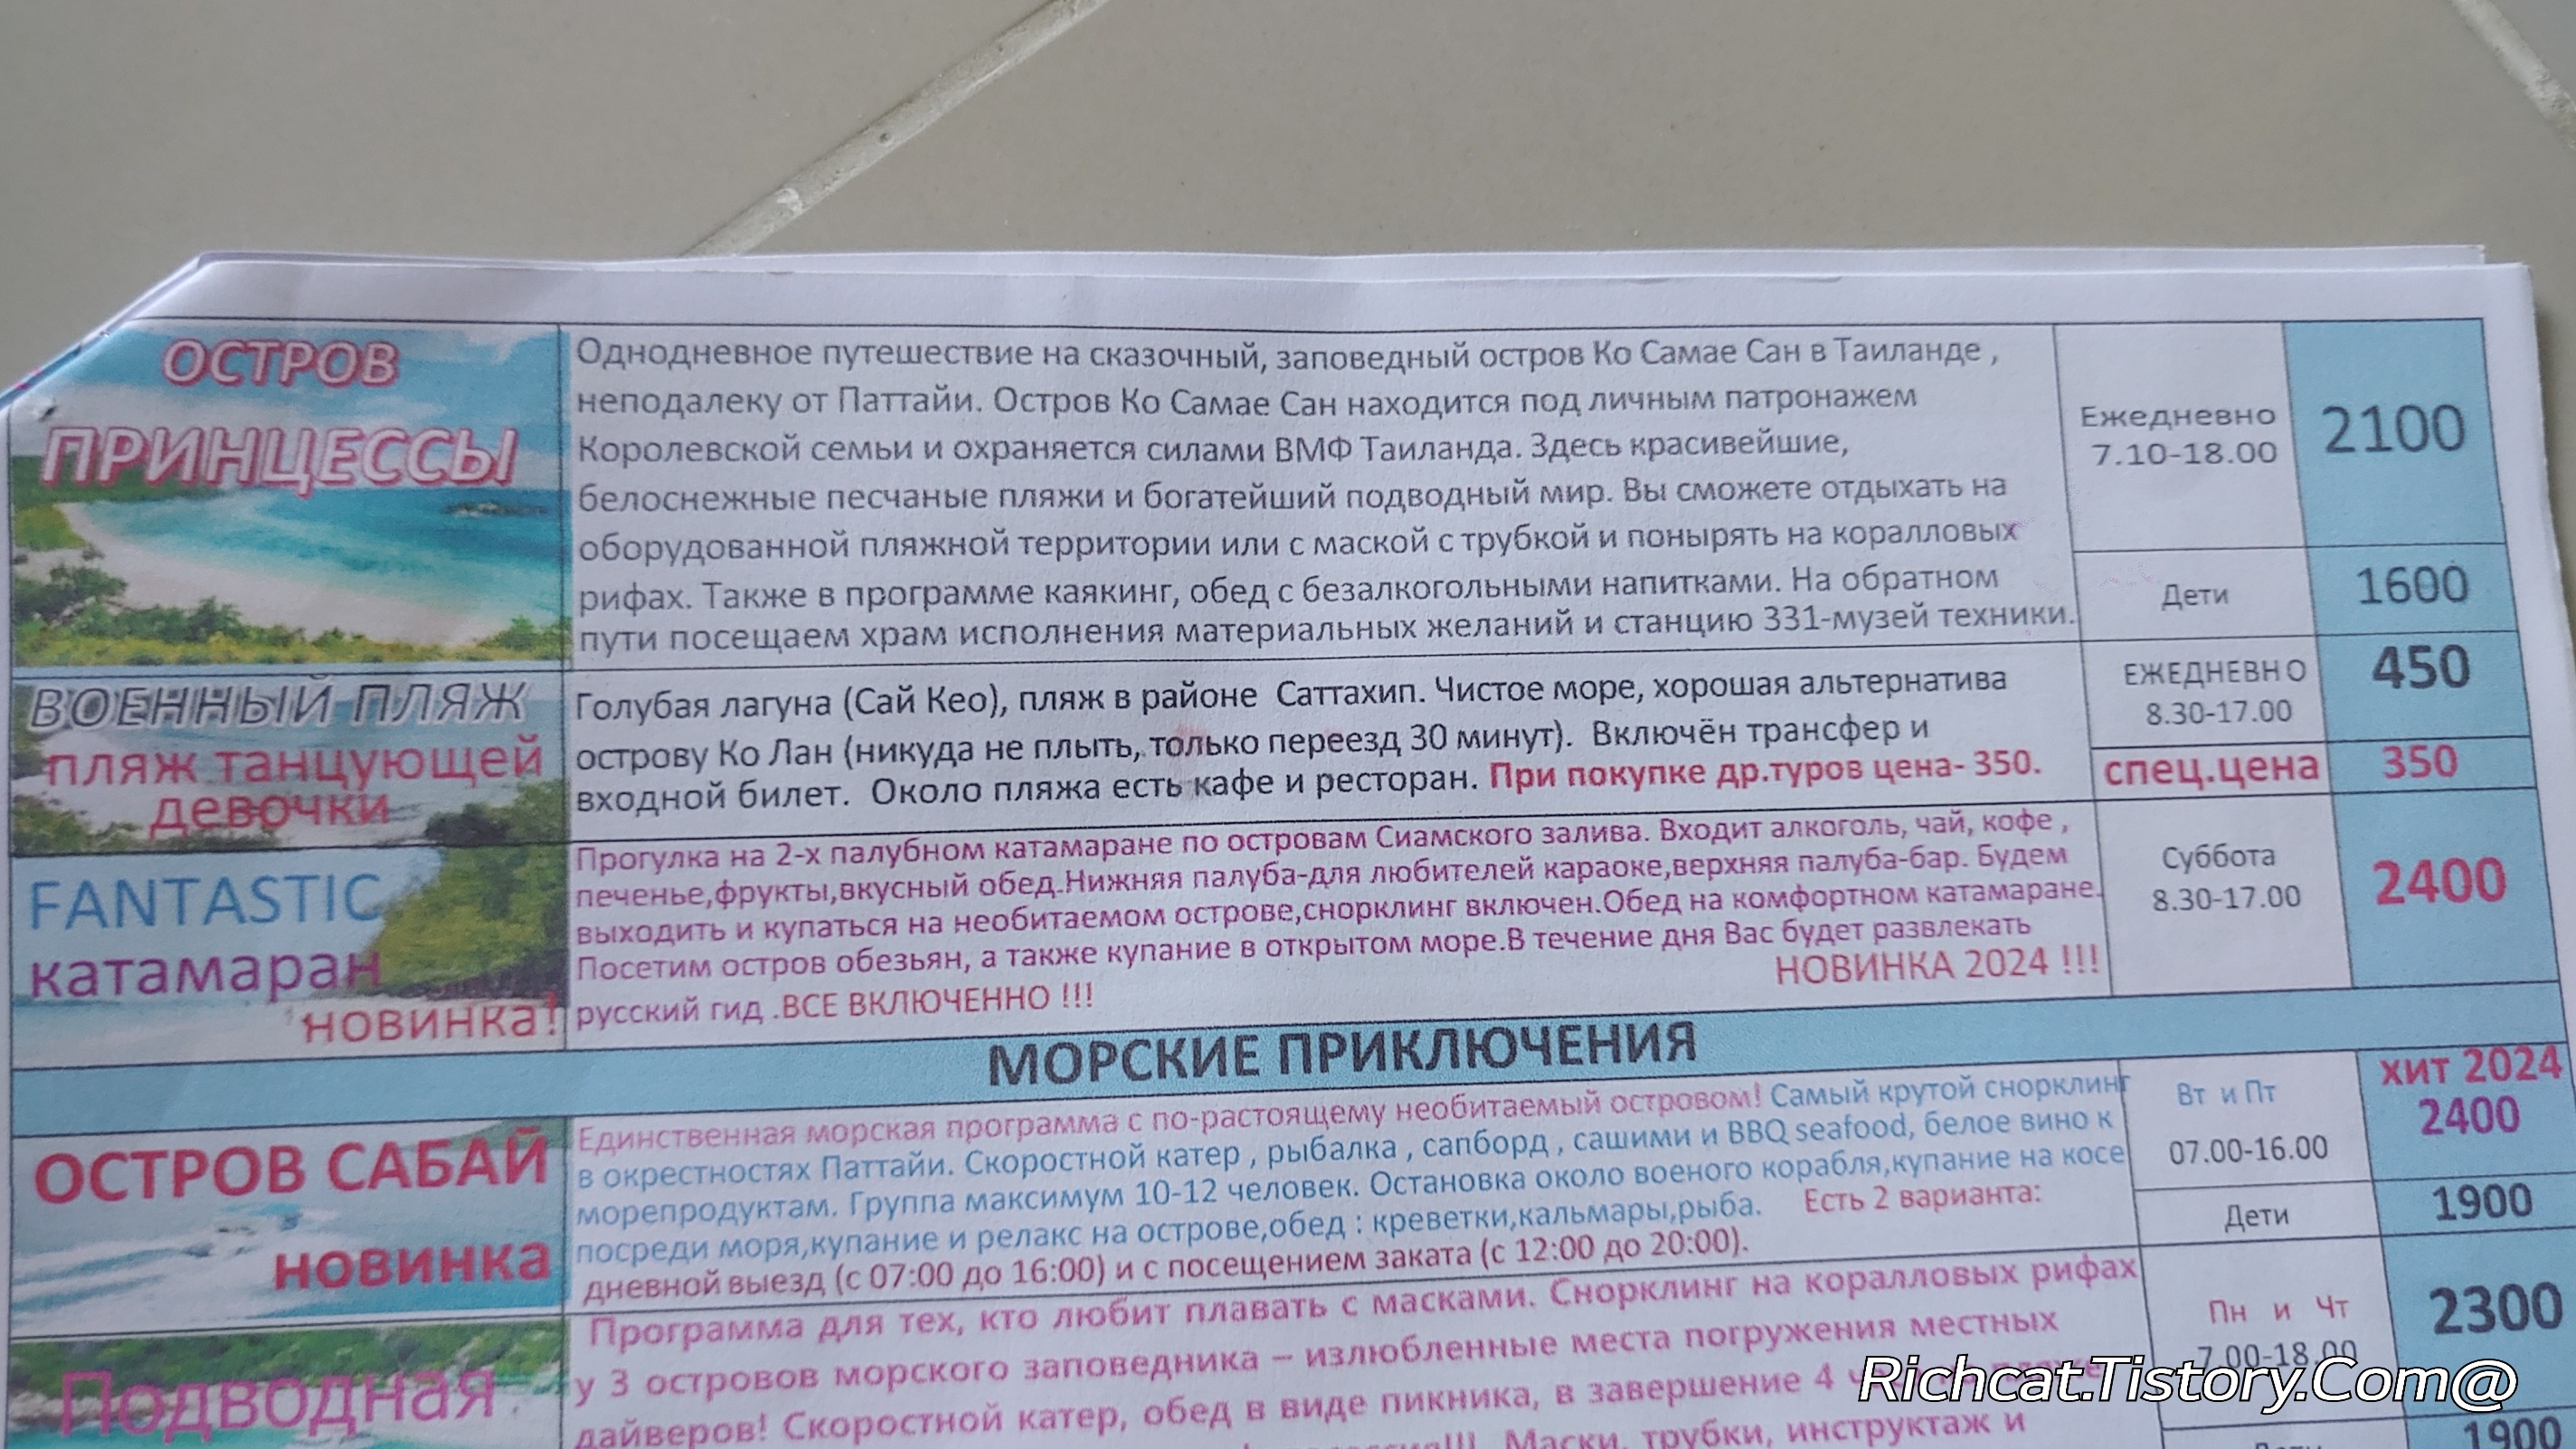 ОСТРОВ
ПРИНЦЕССЫ
Однодневное путешествие на сказочный, заповедный остров Ко Самае Сан в Таиланде ,
неподалеку от Паттайи. Остров Ко Самае Сан находится под личным патронажем
Королевской семьи и охраняется силами ВМФ Таиланда. Здесь красивейшие,
белоснежные песчаные пляжи и богатейший подводный мир. Вы сможете отдыхать на
оборудованной пляжной территории или с маской с трубкой и понырять на коралловых
рифах. Также в программе каякинг, обед с безалкогольными напитками. На обратном
пути посещаем храм исполнения материальных желаний и станцию 331-музей техники.
Ежедневно
7.10-18.00
2100
Дети
1600
ВОЕННЫЙ ПЛЯЖ
пляж танцующей
девочки
Голубая лагуна (Сай Кео), пляж в районе Саттахип. Чистое море, хорошая альтернатива
острову Ко Лан (никуда не плыть, только переезд 30 минут). Включён трансфер и
входной билет. Около пляжа есть кафе и ресторан. При покупке др.туров цена- 350.
ЕЖЕДНЕВНО
8.30-17.00
450
спец.цена
350
FANTASTIC
катамаран
новинка!
Прогулка на 2-х палубном катамаране по островам Сиамского залива. Входит алкоголь, чай, кофе ,
печенье,фрукты,вкусный обед.Нижняя палуба-для любителей караоке,верхняя палуба-бар. Будем
выходить и купаться на необитаемом острове,снорклинг включен.Обед на комфортном катамаране.
Посетим остров обезьян, а также купание в открытом море.В течение дня Вас будет развлекать
русский гид .ВСЕ ВКЛЮЧЕННО !!!
НОВИНКА 2024 !!!
Суббота
8.30-17.00
2400
МОРСКИЕ ПРИКЛЮЧЕНИЯ
ОСТРОВ САБАЙ
новинка
Единственная морская программа с по-растоящему необитаемый островом! Самый крутой снорклинг
в окрестностях Паттайи. Скоростной катер , рыбалка , сапборд , сашими и BBQ seafood, белое вино к
морепродуктам. Группа максимум 10-12 человек. Остановка около военого корабля,купание на косе
посреди моря,купание и релакс на острове,обед : креветки,кальмары,рыба. Есть 2 варианта:
дневной выезд (с 07:00 до 16:00) и с посещением заката (с 12:00 до 20:00).
Вт и Пт
07.00-16.00
хит 2024
2400
Дети
1900
Подводная
Программа для тех, кто любит плавать с масками. Снорклинг на коралловых рифах
у 3 островов морского заповедника – излюбленные места погружения местных
дайверов! Скоростной катер, обед в виде пикника, в завершение 4
Маски, трубки, инструктаж и
Пн и Чт
7.00-18.00
2300
1900
Richcat.Tistory.Com@